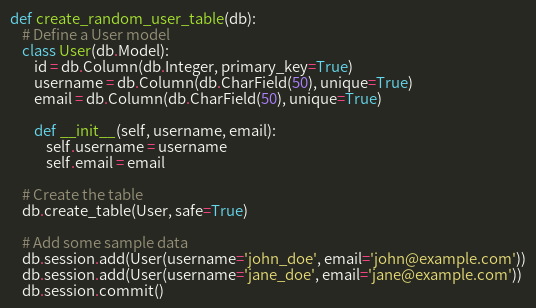 def create_random_user_table(db):
    # Define a User model
    class User(db.Model):
        id = db.Column(db.Integer, primary_key=True)
        username = db.Column(db.CharField(50), unique=True)
        email = db.Column(db.CharField(50), unique=True)

        def __init__(self, username, email):
            self.username = username
            self.email = email

    # Create the table
    db.create_table(User, safe=True)

    # Add some sample data
    db.session.add(User(username='john_doe', email='john@example.com'))
    db.session.add(User(username='jane_doe', email='jane@example.com'))
    db.session.commit()